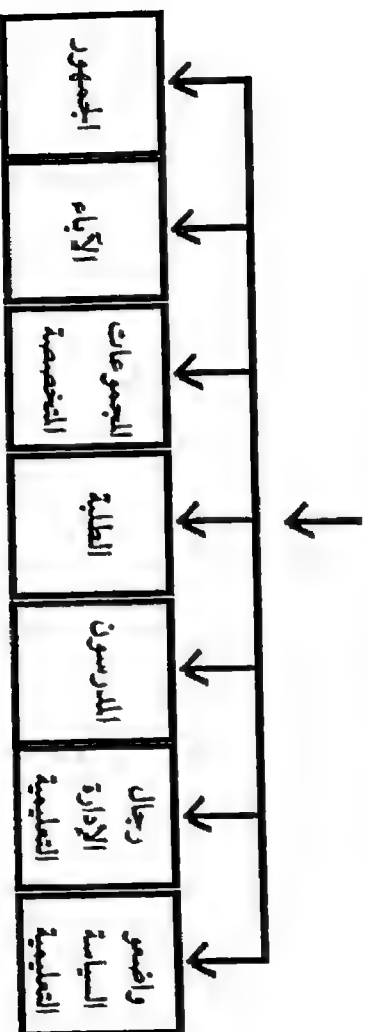 واضعو
السياسة
التعليمية
رجال
الإدارة
التعليمية
المدرسون
الطلبة
المجموعات
المتخصصة
الآباء
الجمهور